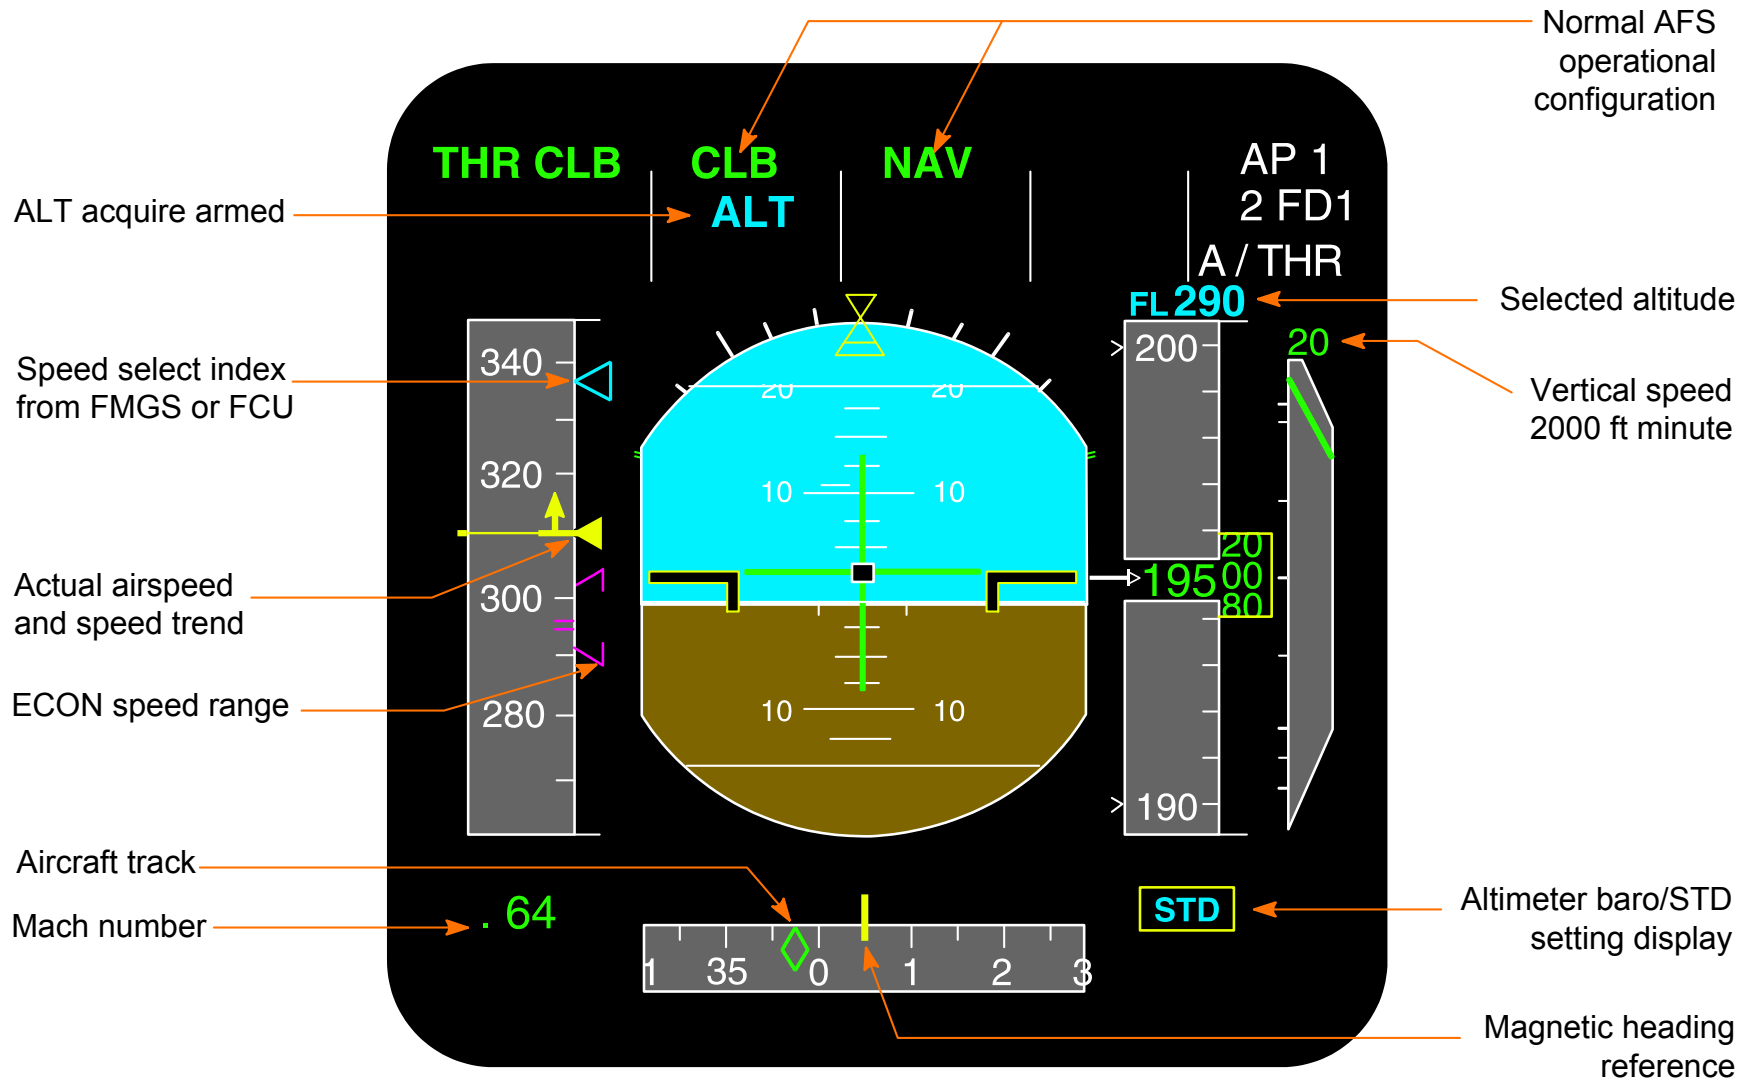 Normal AFS
operational
configuration
THR CLB CLB NAV AP 1
ALT 2 FD1
A / THR
ALT acquire armed
FL 290
Selected altitude
340
200
20
Speed select index
from FMGS or FCU
Vertical speed
2000 ft minute
20 20
320
10 10
20
195 00
80
Actual airspeed
and speed trend
300
ECON speed range
280
10 10
190
Aircraft track
Mach number
. 64
STD
Altimeter baro/STD
setting display
1 35 0 1 2 3
Magnetic heading
reference